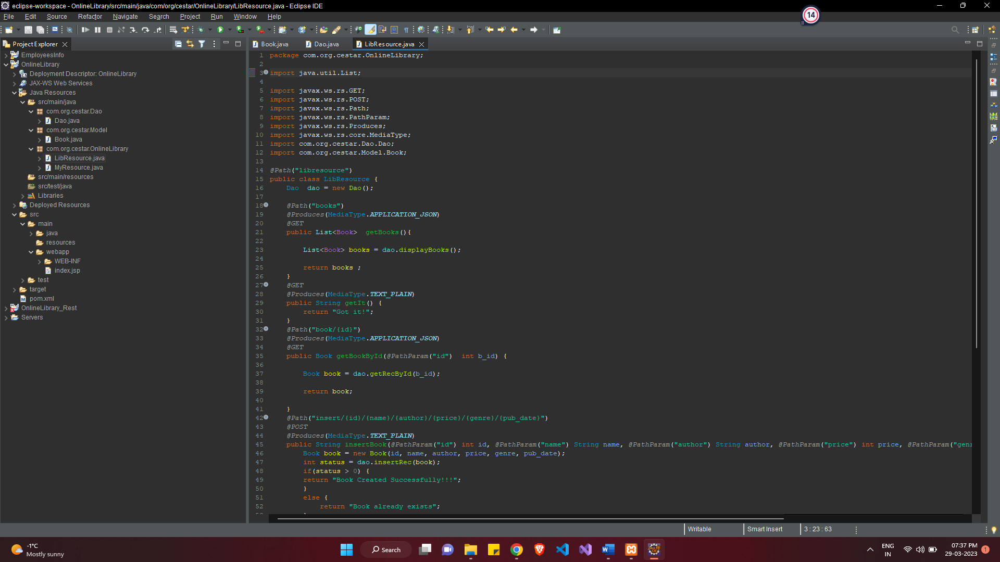 eclipse-workspace - OnlineLibrary/src/main/java/com/org/cestar/OnlineLibrary/LibResource.java - Eclipse IDE
14
File Edit Source Refactor Navigate Search Project Run Window Help
Project Explorer
EmployeesInfo
OnlineLibrary
Deployment Descriptor: OnlineLibrary
JAX-WS Web Services
Java Resources
src/main/java
com.org.cestar.Dao
Dao.java
com.org.cestar.Model
Book.java
com.org.cestar.OnlineLibrary
LibResource.java
MyResource.java
src/main/resources
src/test/java
Libraries
Deployed Resources
src
main
java
resources
webapp
WEB-INF
index.jsp
test
target
pom.xml
OnlineLibrary_Rest
Servers
Book.java Dao.java LibResource.java
1 package com.org.cestar.OnlineLibrary;
2
3 import java.util.List;
4
5 import javax.ws.rs.GET;
6 import javax.ws.rs.POST;
7 import javax.ws.rs.Path;
8 import javax.ws.rs.PathParam;
9 import javax.ws.rs.Produces;
10 import javax.ws.rs.core.MediaType;
11 import com.org.cestar.Dao.Dao;
12 import com.org.cestar.Model.Book;
13
14 @Path("libresource")
15 public class LibResource {
16 Dao dao = new Dao();
17
18 @Path("books")
19 @Produces(MediaType.APPLICATION_JSON)
20 @GET
21 public List<Book> getBooks(){
22
23 List<Book> books = dao.displayBooks();
24
25 return books ;
26 }
27 @GET
28 @Produces(MediaType.TEXT_PLAIN)
29 public String getIt() {
30 return "Got it!";
31 }
32 @Path("book/{id}")
33 @Produces(MediaType.APPLICATION_JSON)
34 @GET
35 public Book getBookById(@PathParam("id") int b_id) {
36
37 Book book = dao.getRecById(b_id);
38
39 return book;
40
41 }
42 @Path("insert/{id}/{name}/{author}/{price}/{genre}/{pub_date}")
43 @POST
44 @Produces(MediaType.TEXT_PLAIN)
45 public String insertBook(@PathParam("id") int id, @PathParam("name") String name, @PathParam("author") String author, @PathParam("price") int price, @PathParam("genr
46 Book book = new Book(id, name, author, price, genre, pub_date);
47 int status = dao.insertRec(book);
48 if(status > 0) {
49 return "Book Created Successfully!!!";
50 }
51 else {
52 return "Book already exists";
Writable Smart Insert 3 : 23 : 63
-1°C
Mostly sunny
Search
ENG
IN
07:37 PM
29-03-2023
1